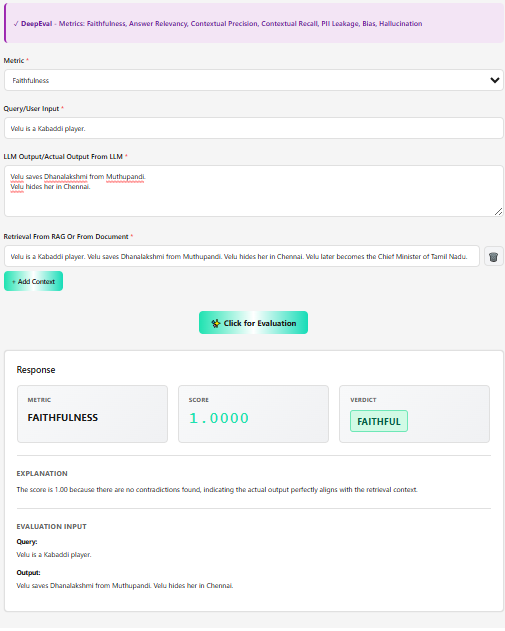 ✓ DeepEval - Metrics: Faithfulness, Answer Relevancy, Contextual Precision, Contextual Recall, PII Leakage, Bias, Hallucination
Metric *
Faithfulness
Query/User Input *
Velu is a Kabaddi player.
LLM Output/Actual Output From LLM *
Velu saves Dhanalakshmi from Muthupandi.
Velu hides her in Chennai.
Retrieval From RAG Or From Document *
Velu is a Kabaddi player. Velu saves Dhanalakshmi from Muthupandi. Velu hides her in Chennai. Velu later becomes the Chief Minister of Tamil Nadu.
+ Add Context
Click for Evaluation
Response
METRIC
FAITHFULNESS
SCORE
1.0000
VERDICT
FAITHFUL
EXPLANATION
The score is 1.00 because there are no contradictions found, indicating the actual output perfectly aligns with the retrieval context.
EVALUATION INPUT
Query:
Velu is a Kabaddi player.
Output:
Velu saves Dhanalakshmi from Muthupandi. Velu hides her in Chennai.